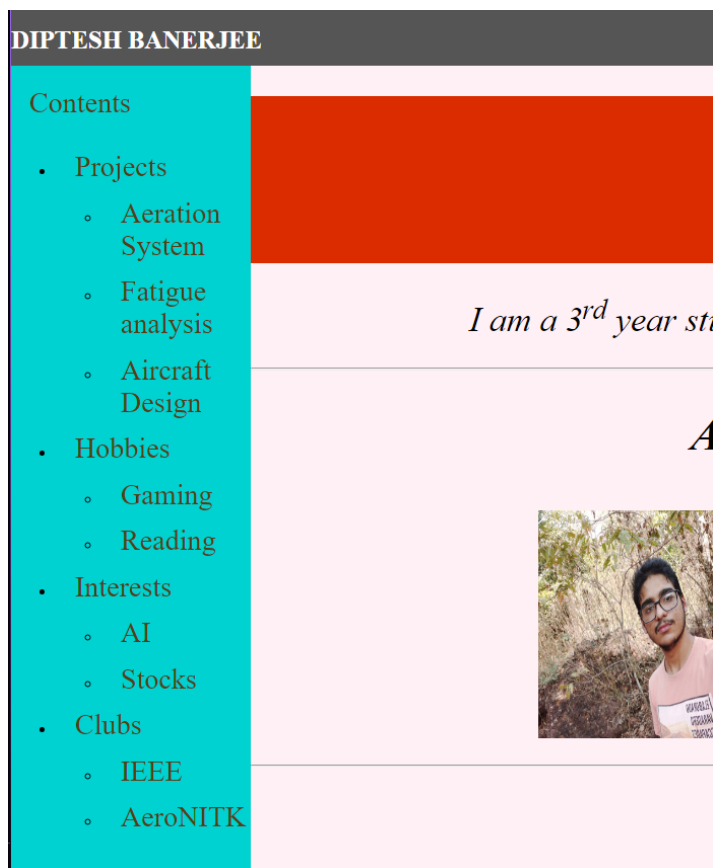 DIPTESH BANERJEE
Contents
Projects
Aeration
System
Fatigue
analysis
Aircraft
Design
Hobbies
Gaming
Reading
Interests
AI
Stocks
Clubs
IEEE
AeroNITK
I am a 3rd year stu
A